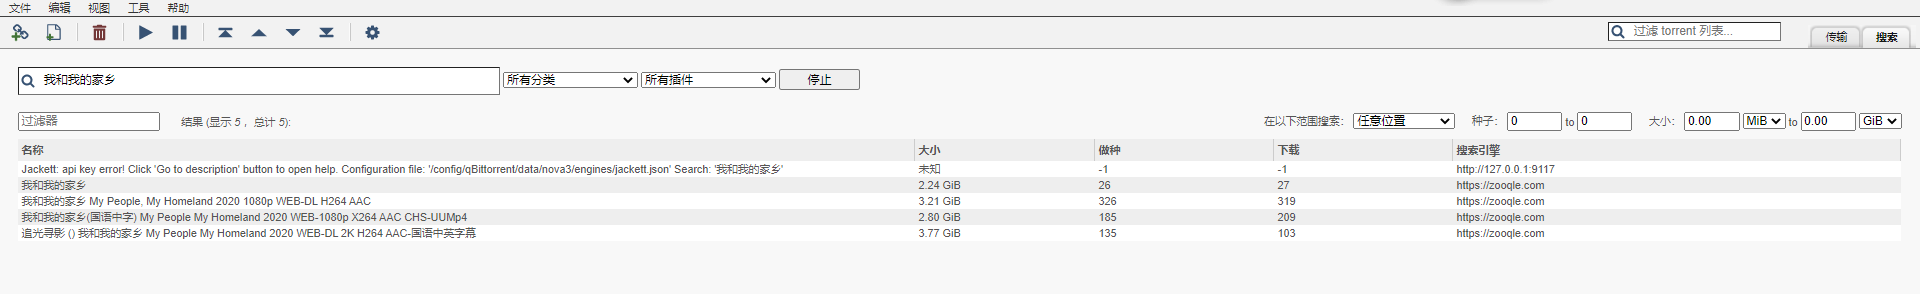 文件 编辑 视图 工具 帮助
过滤 torrent 列表... 传输 搜索
我和我的家乡 所有分类 所有插件 停止
过滤器 结果 (显示 5 ，总计 5): 在以下范围搜索： 任意位置 种子： 0 to 0 大小： 0.00 MiB to 0.00 GiB
名称 大小 做种 下载 搜索引擎
Jackett: api key error! Click 'Go to description' button to open help. Configuration file: '/config/qBittorrent/data/nova3/engines/jackett.json' Search: '我和我的家乡' 未知 -1 -1 http://127.0.0.1:9117
我和我的家乡 2.24 GiB 26 27 https://zooqle.com
我和我的家乡 My People, My Homeland 2020 1080p WEB-DL H264 AAC 3.21 GiB 326 319 https://zooqle.com
我和我的家乡(国语中字) My People My Homeland 2020 WEB-1080p X264 AAC CHS-UUMp4 2.80 GiB 185 209 https://zooqle.com
追光寻影 () 我和我的家乡 My People My Homeland 2020 WEB-DL 2K H264 AAC-国语中英字幕 3.77 GiB 135 103 https://zooqle.com